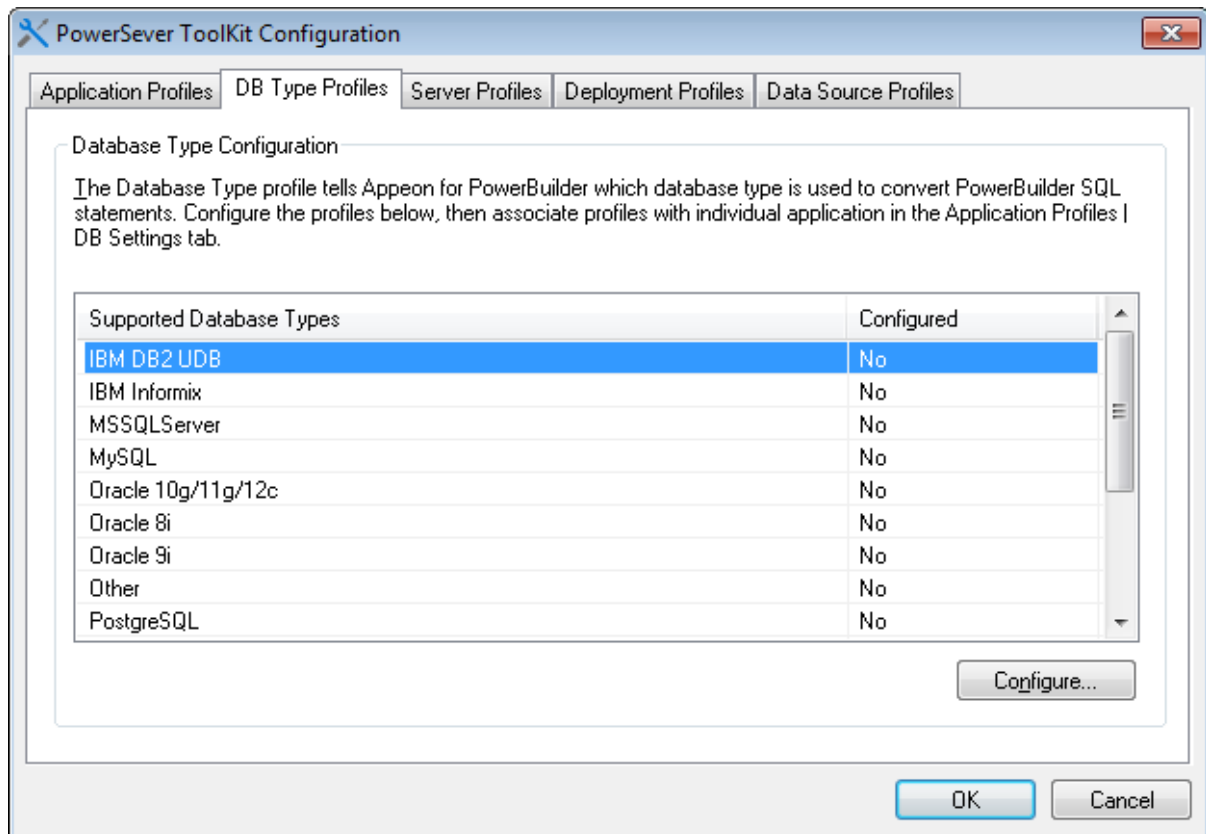 PowerSever ToolKit Configuration
Application Profiles DB Type Profiles Server Profiles Deployment Profiles Data Source Profiles
Database Type Configuration
The Database Type profile tells Appeon for PowerBuilder which database type is used to convert PowerBuilder SQL
statements. Configure the profiles below, then associate profiles with individual application in the Application Profiles |
DB Settings tab.
Supported Database Types Configured
IBM DB2 UDB No
IBM Informix No
MSSQLServer No
MySQL No
Oracle 10g/11g/12c No
Oracle 8i No
Oracle 9i No
Other No
PostgreSQL No
Configure...
OK Cancel